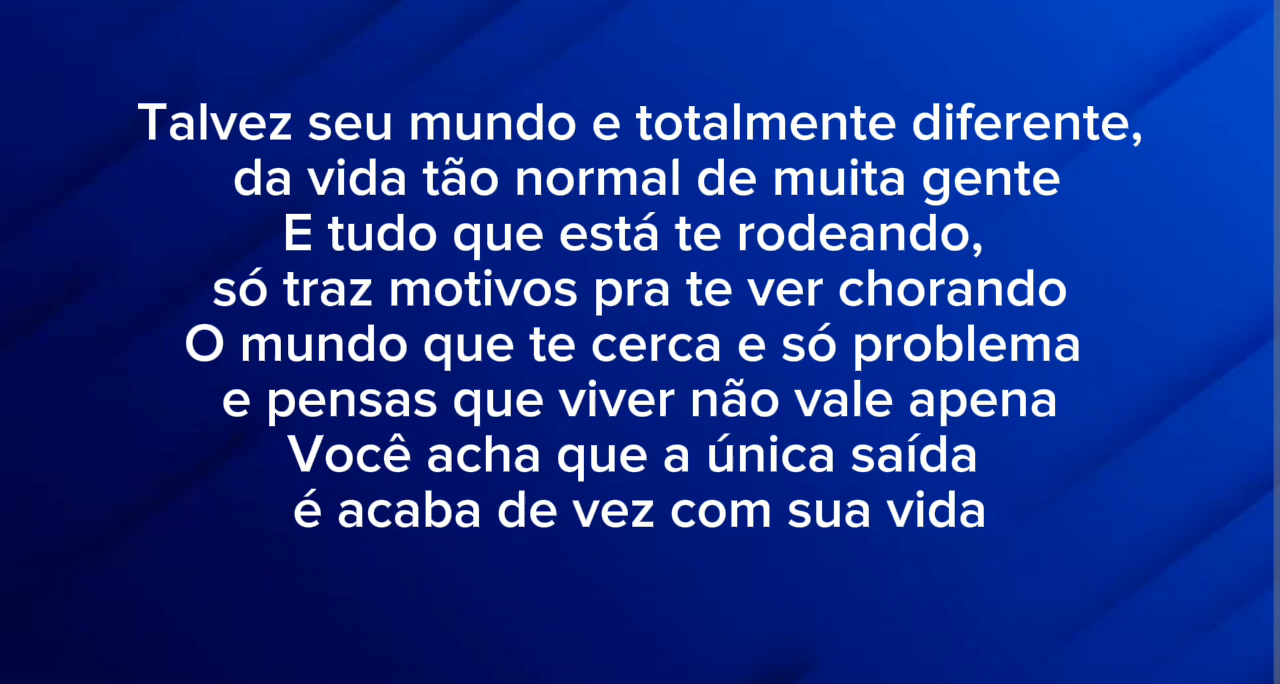 Talvez seu mundo e totalmente diferente,
da vida tão normal de muita gente
E tudo que está te rodeando,
só traz motivos pra te ver chorando
O mundo que te cerca e só problema
e pensas que viver não vale apena
Você acha que a única saída
é acaba de vez com sua vida